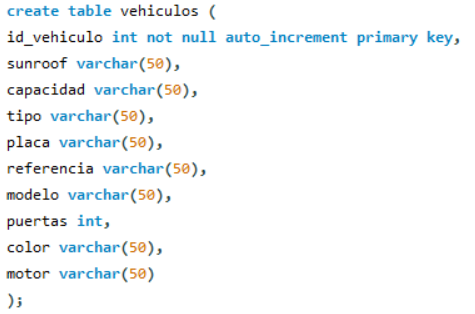 create table vehiculos (
id_vehiculo int not null auto_increment primary key,
sunroof varchar(50),
capacidad varchar(50),
tipo varchar(50),
placa varchar(50),
referencia varchar(50),
modelo varchar(50),
puertas int,
color varchar(50),
motor varchar(50)
);